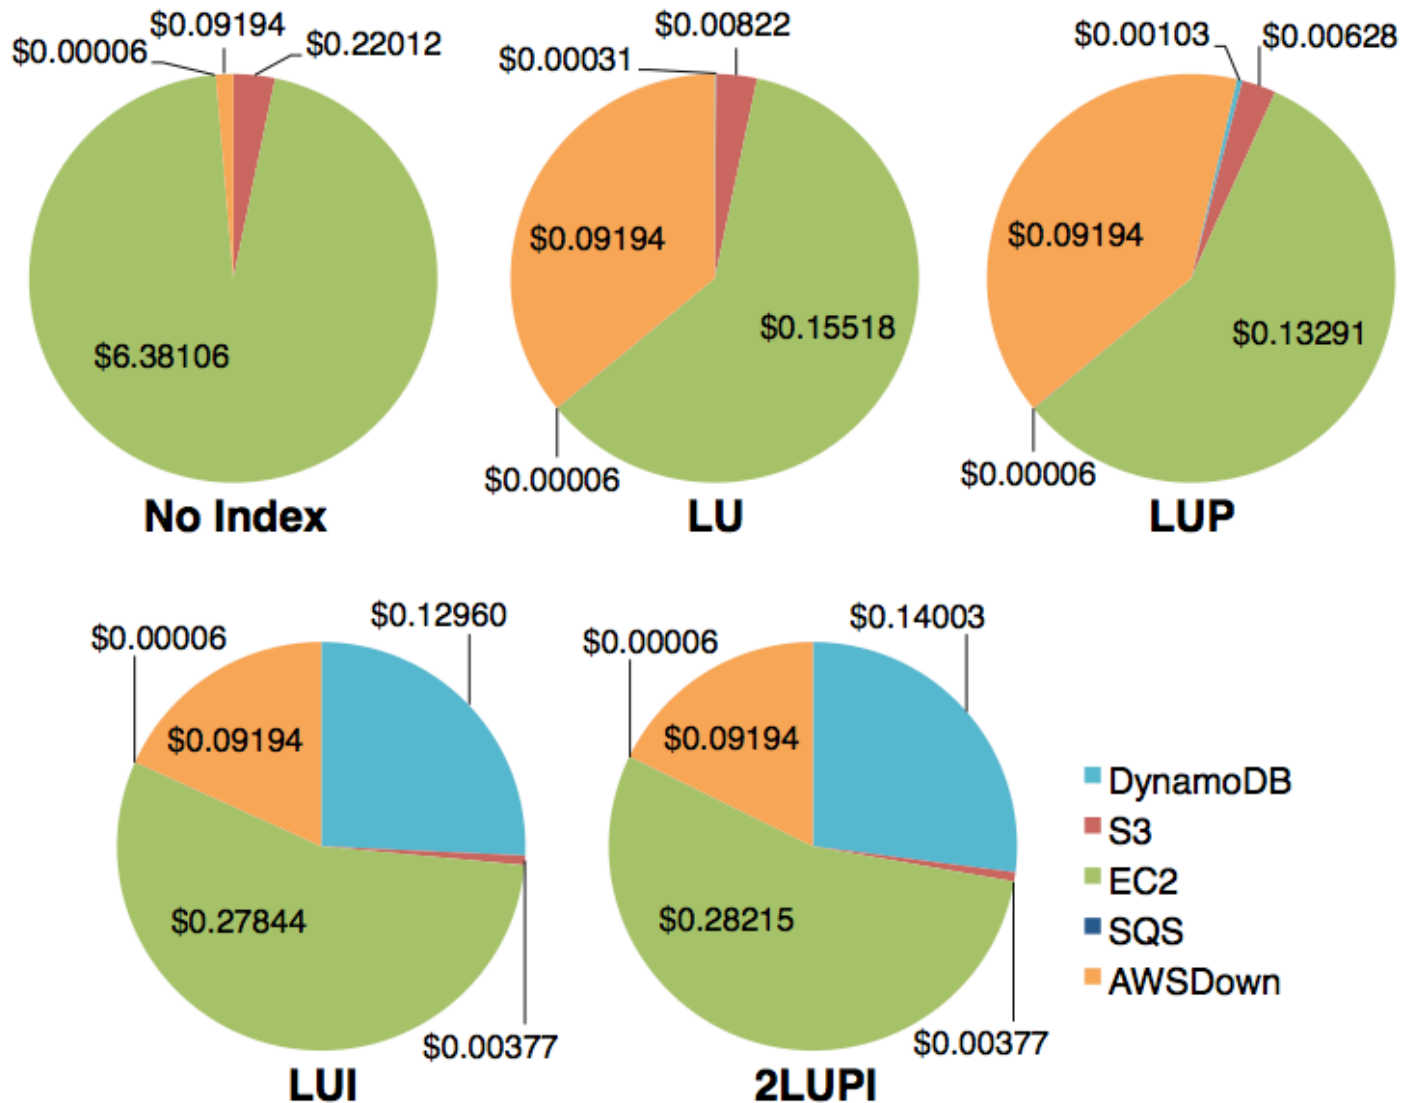 $0.09194
$0.00006
$0.22012
$6.38106
No Index
$0.00822
$0.00031
$0.09194
$0.15518
$0.00006
LU
$0.00103
$0.00628
$0.09194
$0.13291
$0.00006
LUP
$0.12960
$0.00006
$0.09194
$0.27844
$0.00377
LUI
$0.14003
$0.00006
$0.09194
$0.28215
$0.00377
2LUPI
DynamoDB
S3
EC2
SQS
AWSDown